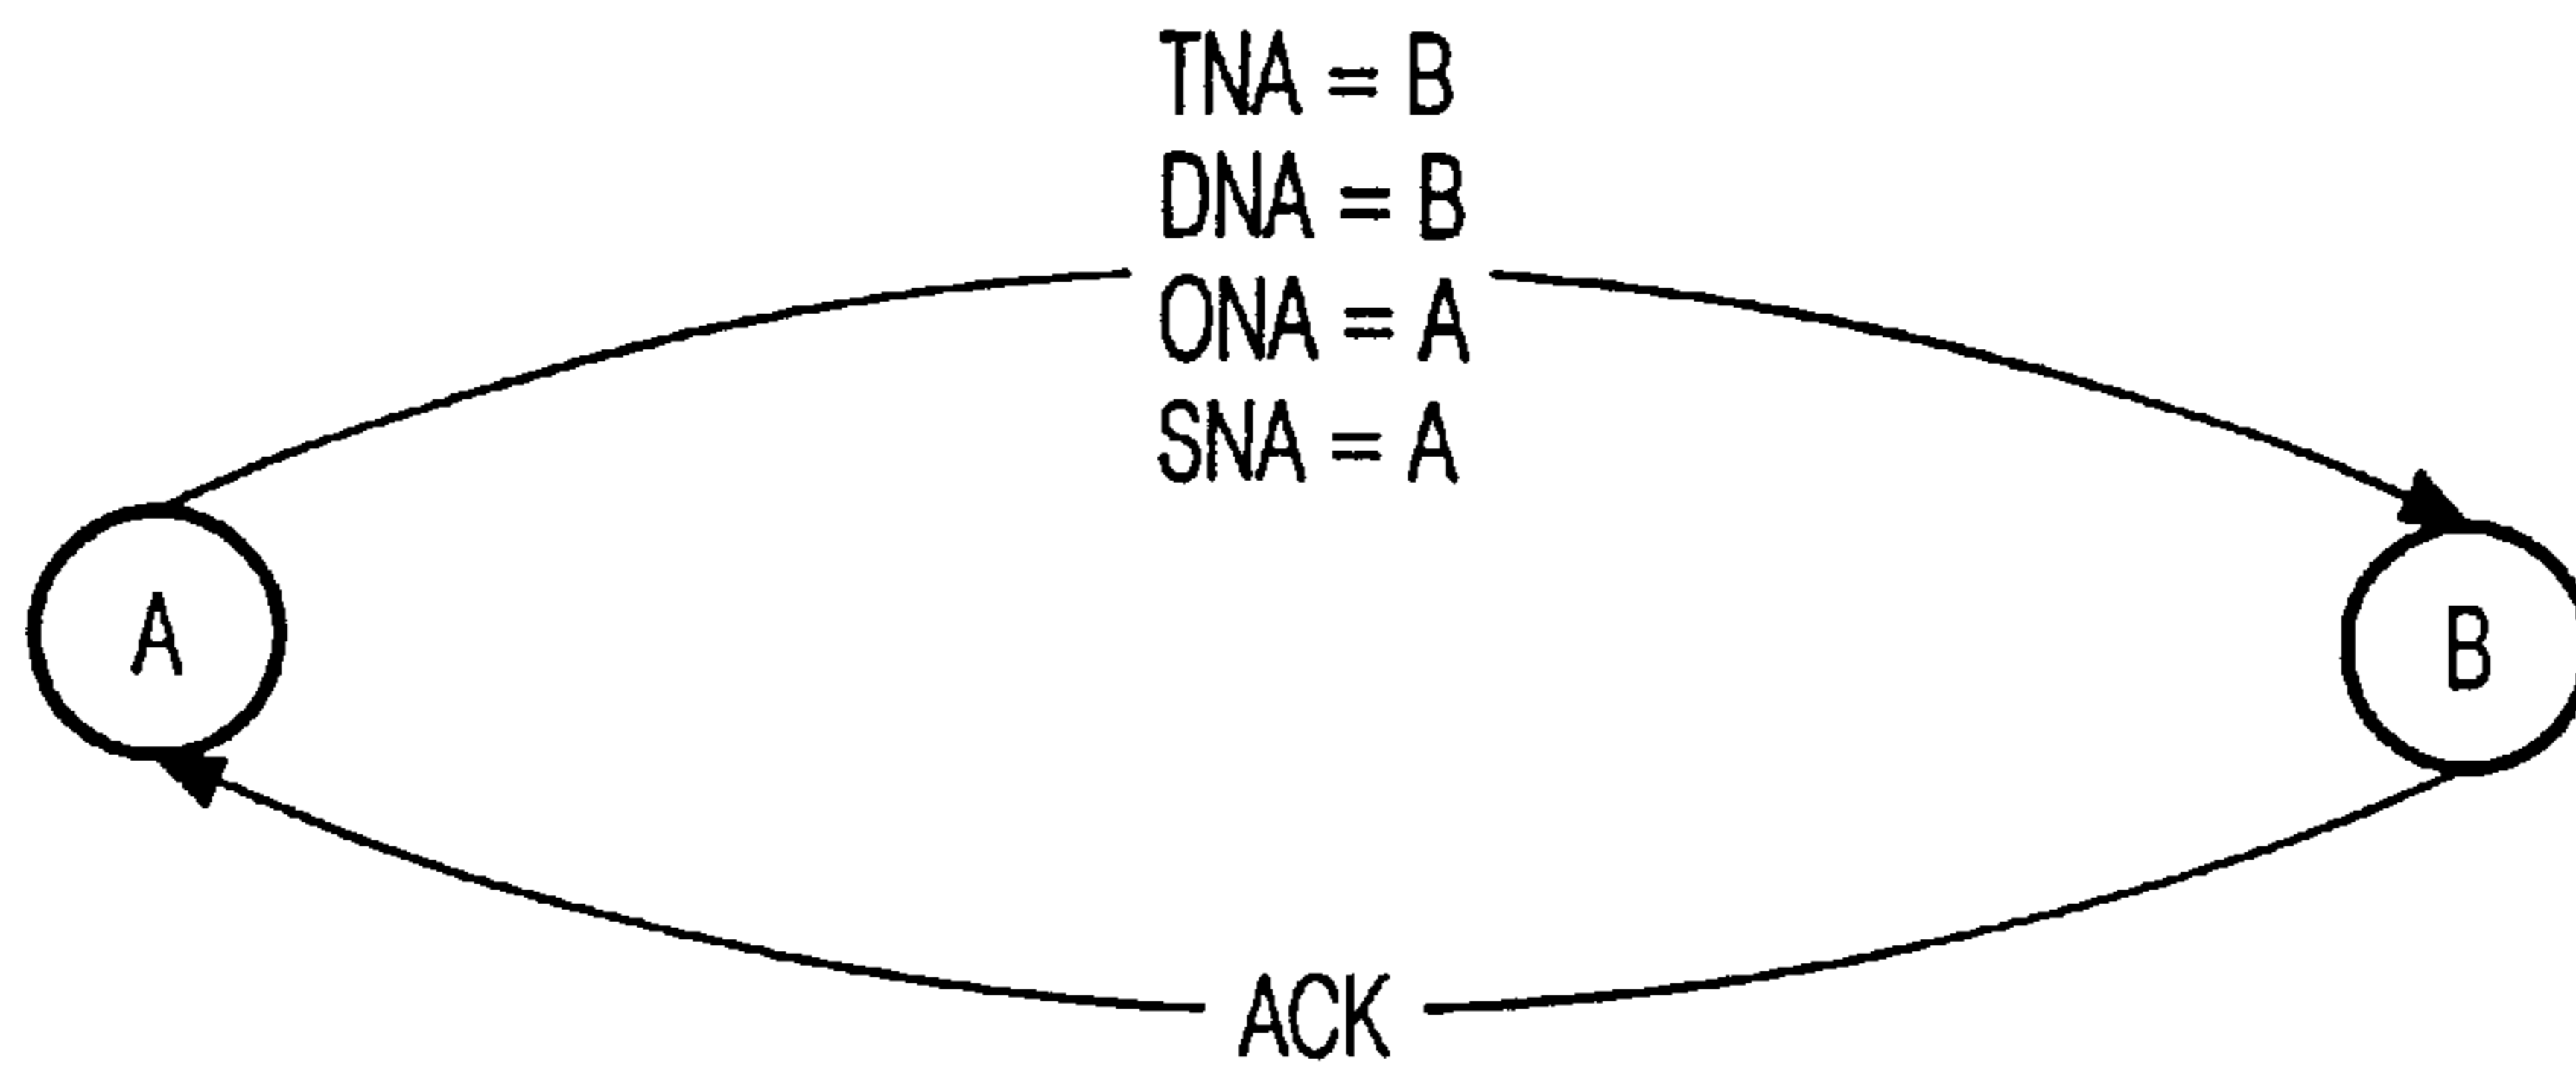 TNA = B
DNA = B
ONA = A
SNA = A
A
B
ACK